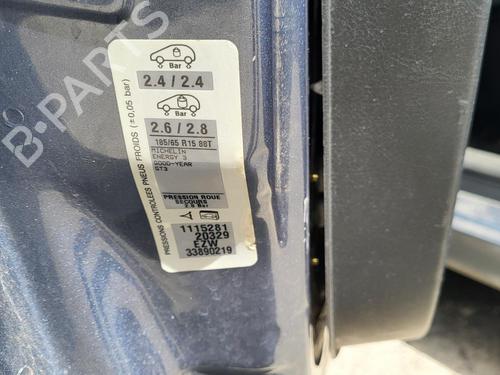 PRESSIONS CONTROLEES PNEUS FROIDS (±0,05 bar)
Bar
2.4 / 2.4
Bar
2.6 / 2.8
185/65 R15 88T
MICHELIN
ENERGY 3
GOOD-YEAR
GT3
PRESSION ROUE
SECOURS
2.8 Bar
1115281
20329
EZW
33890219
B-PARTS